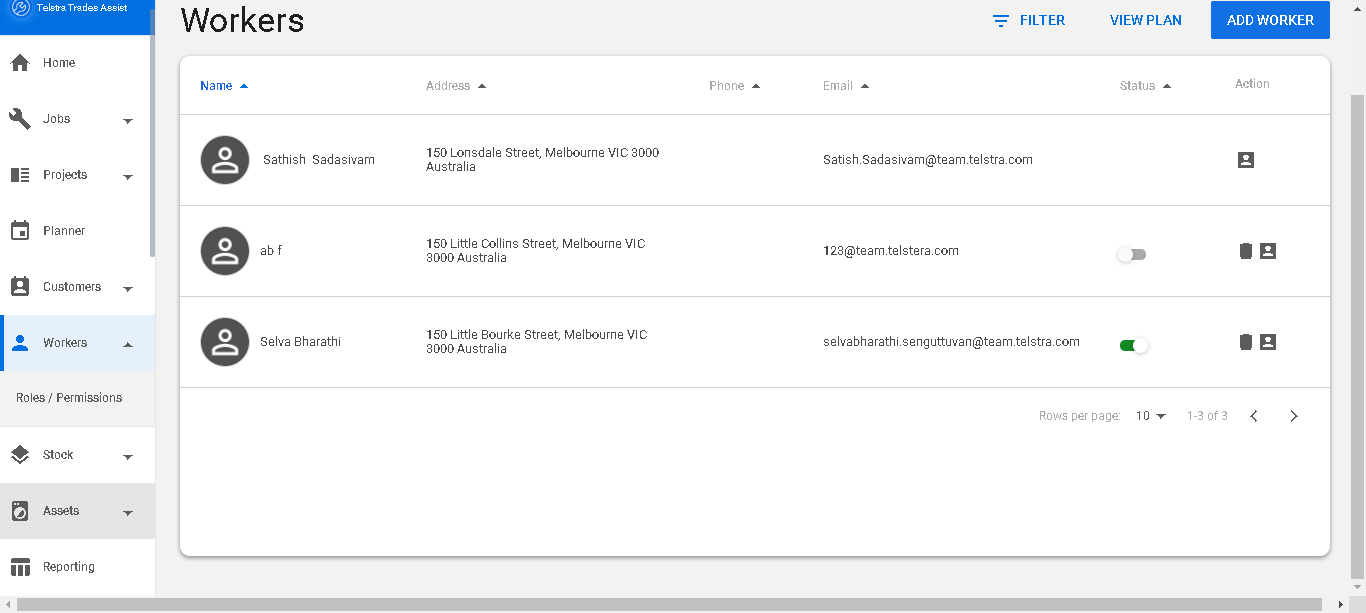 Telstra Trades Assist
Home
Jobs
Projects
Planner
Customers
Workers
Roles / Permissions
Stock
Assets
Reporting
Workers
FILTER
VIEW PLAN
ADD WORKER
Name
Address
Phone
Email
Status
Action
Sathish Sadasivam
150 Lonsdale Street, Melbourne VIC 3000
Australia
Satish.Sadasivam@team.telstra.com
ab f
150 Little Collins Street, Melbourne VIC
3000 Australia
123@team.telstera.com
Selva Bharathi
150 Little Bourke Street, Melbourne VIC
3000 Australia
selvabharathi.senguttuvan@team.telstra.com
Rows per page: 10 1-3 of 3